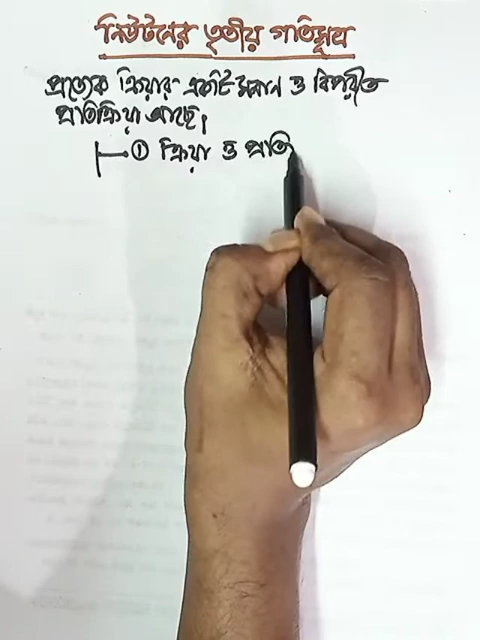 নিউটনের তৃতীয় গতিসূত্র
প্রত্যেক ক্রিয়ার একটি সমান ও বিপরীত
প্রতিক্রিয়া আছে।
① ক্রিয়া ও প্রতি